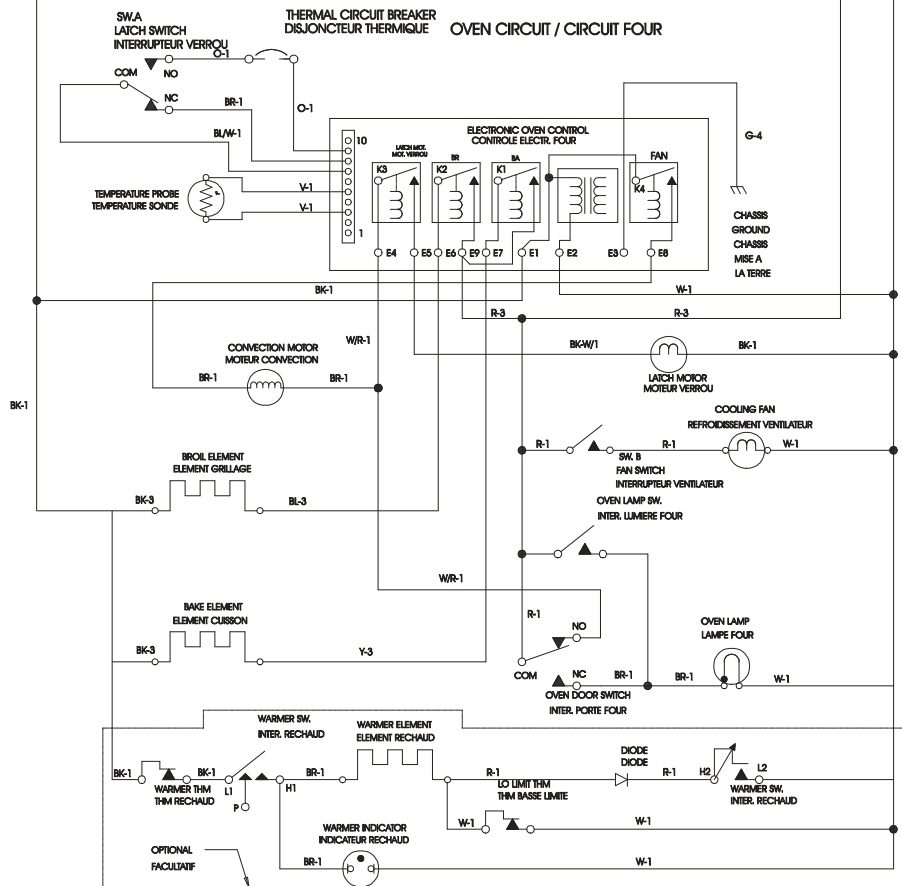 SW.A
LATCH SWITCH
INTERRUPTEUR VERROU
THERMAL CIRCUIT BREAKER
DISJONCTEUR THERMIQUE
OVEN CIRCUIT / CIRCUIT FOUR
O-1
COM
NO
NC
BR-1
O-1
BL/W-1
TEMPERATURE PROBE
TEMPERATURE SONDE
V-1
V-1
10
1
ELECTRONIC OVEN CONTROL
CONTROLE ELECTR. FOUR
LATCH MOT.
MOT. VERROU
BR
BA
FAN
K3
K2
K1
K4
G-4
CHASSIS
GROUND
CHASSIS
MISE A
LA TERRE
E4
E5
E6
E9
E7
E1
E2
E3
E8
BK-1
W-1
R-3
R-3
W/R-1
BK-W/1
BK-1
LATCH MOTOR
MOTEUR VERROU
CONVECTION MOTOR
MOTEUR CONVECTION
BR-1
BR-1
BK-1
COOLING FAN
REFROIDISSEMENT VENTILATEUR
R-1
R-1
W-1
SW. B
FAN SWITCH
INTERRUPTEUR VENTILATEUR
BROIL ELEMENT
ELEMENT GRILLAGE
BK-3
BL-3
OVEN LAMP SW.
INTER. LUMIERE FOUR
W/R-1
R-1
BAKE ELEMENT
ELEMENT CUISSON
BK-3
Y-3
NO
COM
NC
BR-1
BR-1
W-1
OVEN LAMP
LAMPE FOUR
OVEN DOOR SWITCH
INTER. PORTE FOUR
WARMER SW.
INTER. RECHAUD
WARMER ELEMENT
ELEMENT RECHAUD
DIODE
DIODE
BK-1
BK-1
L1
P
H1
BR-1
R-1
R-1
H2
L2
WARMER THM
THM RECHAUD
LO LIMIT THM
THM BASSE LIMITE
WARMER SW.
INTER. RECHAUD
W-1
W-1
WARMER INDICATOR
INDICATEUR RECHAUD
BR-1
W-1
OPTIONAL
FACULTATIF